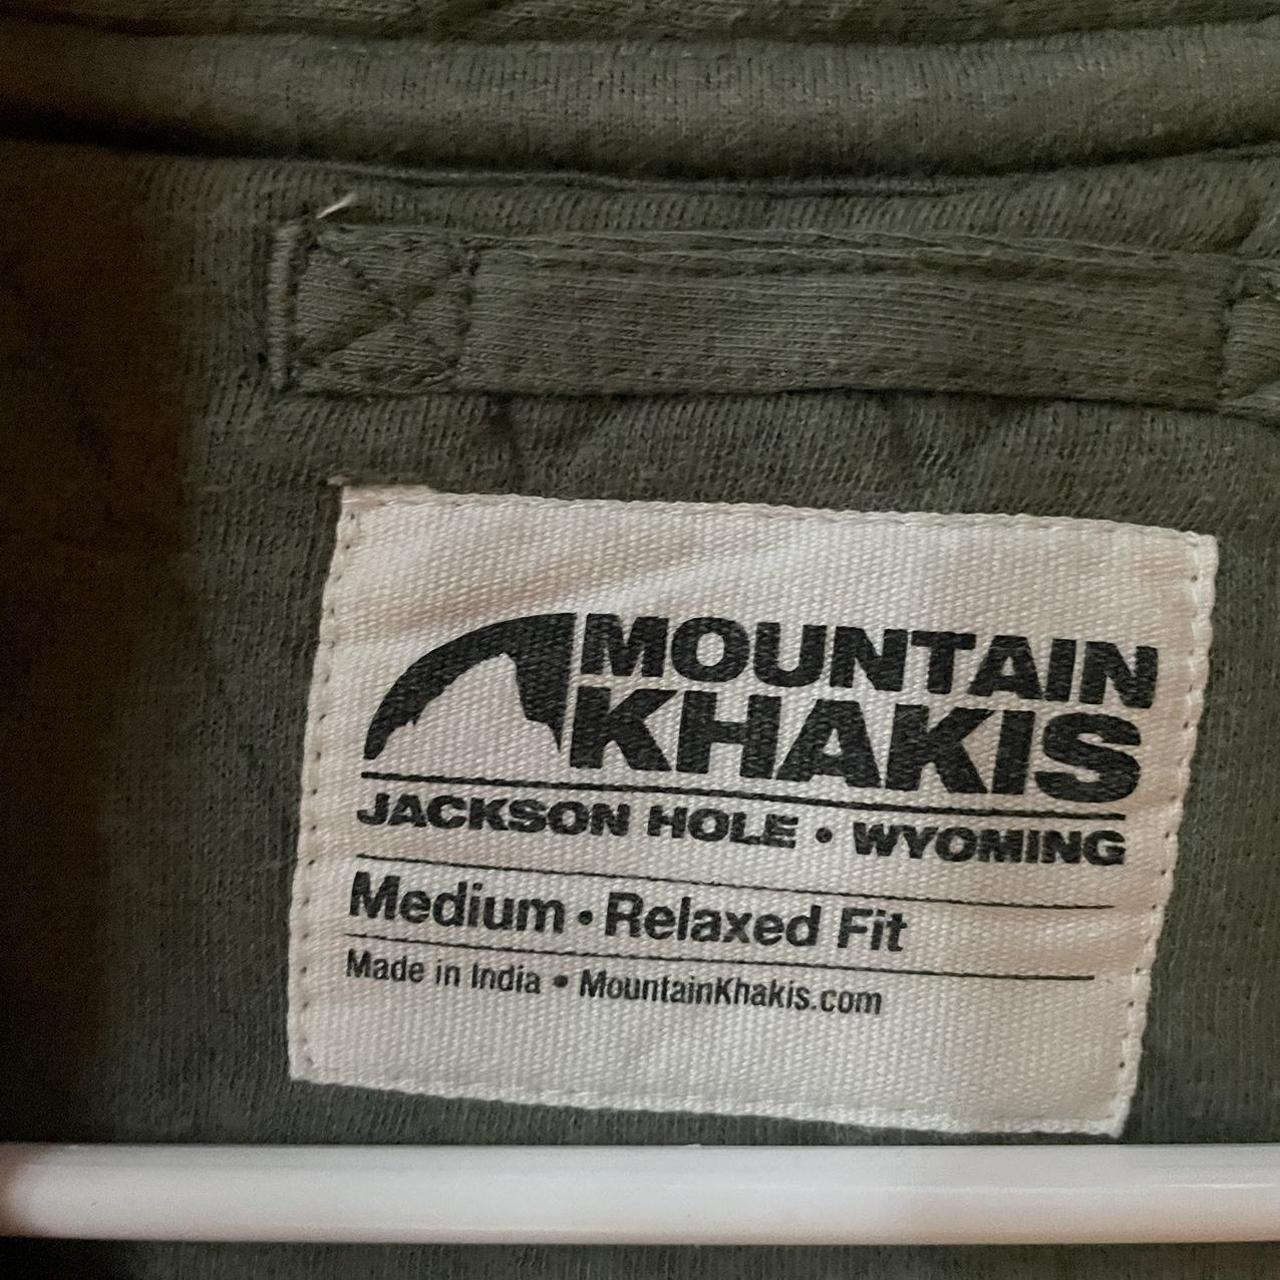 MOUNTAIN
KHAKIS
JACKSON HOLE • WYOMING
Medium • Relaxed Fit
Made in India • MountainKhakis.com